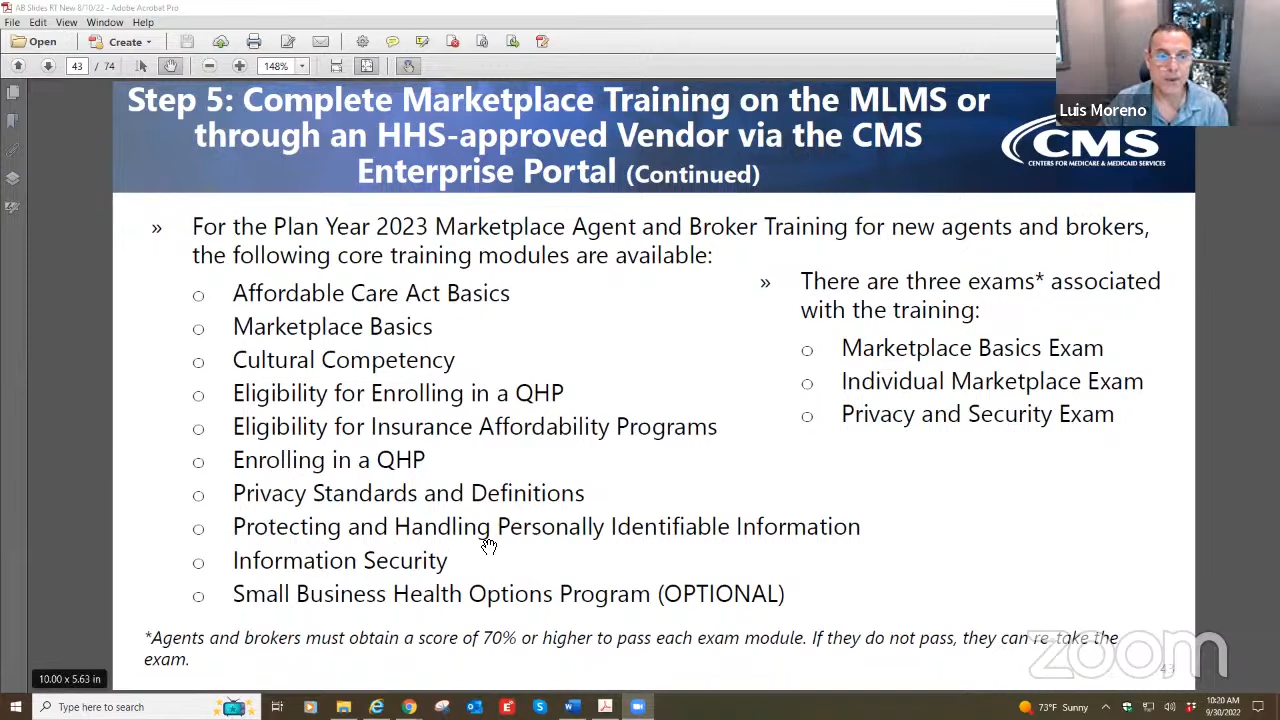 AB Slides RT New 8/10/22 - Adobe Acrobat Pro
File Edit View Window Help
Open Create
43 / 74 148%
Luis Moreno
Step 5: Complete Marketplace Training on the MLMS or
through an HHS-approved Vendor via the CMS
Enterprise Portal (Continued)
CMS
CENTERS FOR MEDICARE & MEDICAID SERVICES
» For the Plan Year 2023 Marketplace Agent and Broker Training for new agents and brokers,
the following core training modules are available:
○ Affordable Care Act Basics
○ Marketplace Basics
○ Cultural Competency
○ Eligibility for Enrolling in a QHP
○ Eligibility for Insurance Affordability Programs
○ Enrolling in a QHP
○ Privacy Standards and Definitions
○ Protecting and Handling Personally Identifiable Information
○ Information Security
○ Small Business Health Options Program (OPTIONAL)
» There are three exams* associated
with the training:
○ Marketplace Basics Exam
○ Individual Marketplace Exam
○ Privacy and Security Exam
*Agents and brokers must obtain a score of 70% or higher to pass each exam module. If they do not pass, they can re-take the
exam.
zoom
43
10.00 x 5.63 in
Type here to search
73°F Sunny
10:20 AM
9/30/2022